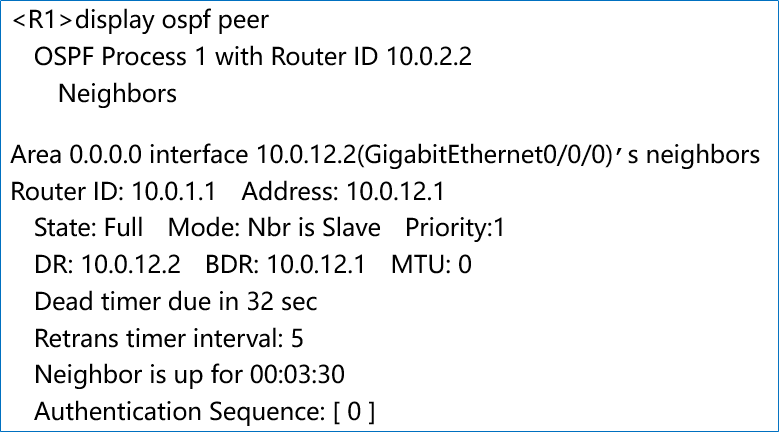 <R1>display ospf peer
OSPF Process 1 with Router ID 10.0.2.2
Neighbors
Area 0.0.0.0 interface 10.0.12.2(GigabitEthernet0/0/0)’s neighbors
Router ID: 10.0.1.1 Address: 10.0.12.1
State: Full Mode: Nbr is Slave Priority:1
DR: 10.0.12.2 BDR: 10.0.12.1 MTU: 0
Dead timer due in 32 sec
Retrans timer interval: 5
Neighbor is up for 00:03:30
Authentication Sequence: [ 0 ]